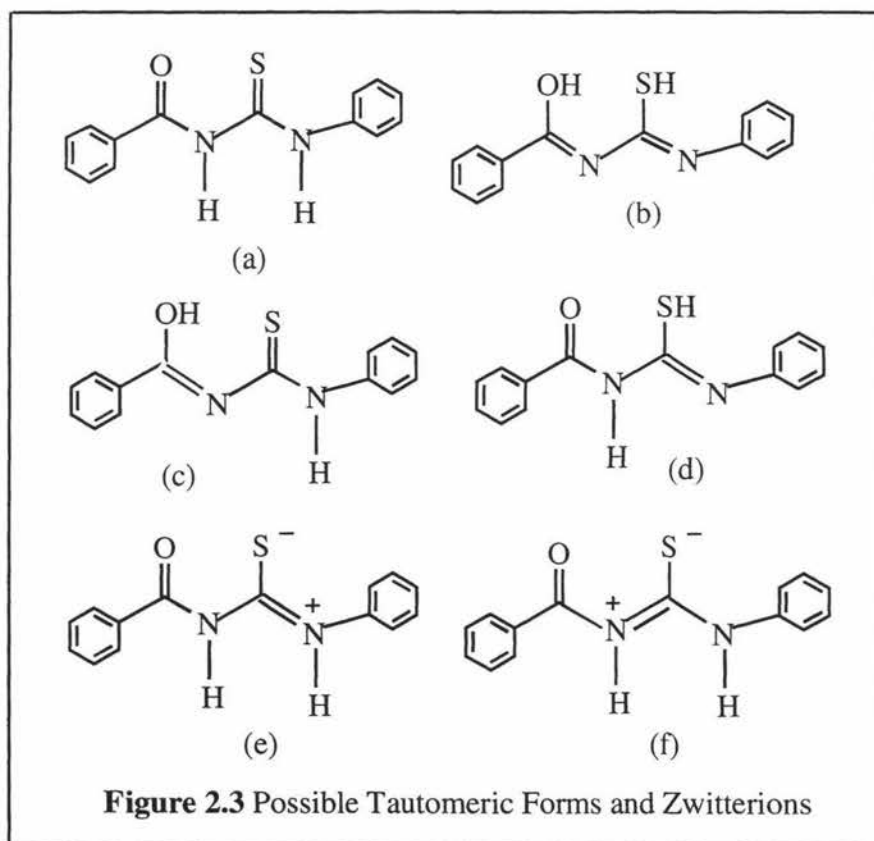 O S OH SH
N N N N
H H
(a) (b)
OH S O SH
N N N N
H H
(c) (d)
O S − O S −
N + N + N N
H H H H
(e) (f)
Figure 2.3 Possible Tautomeric Forms and Zwitterions